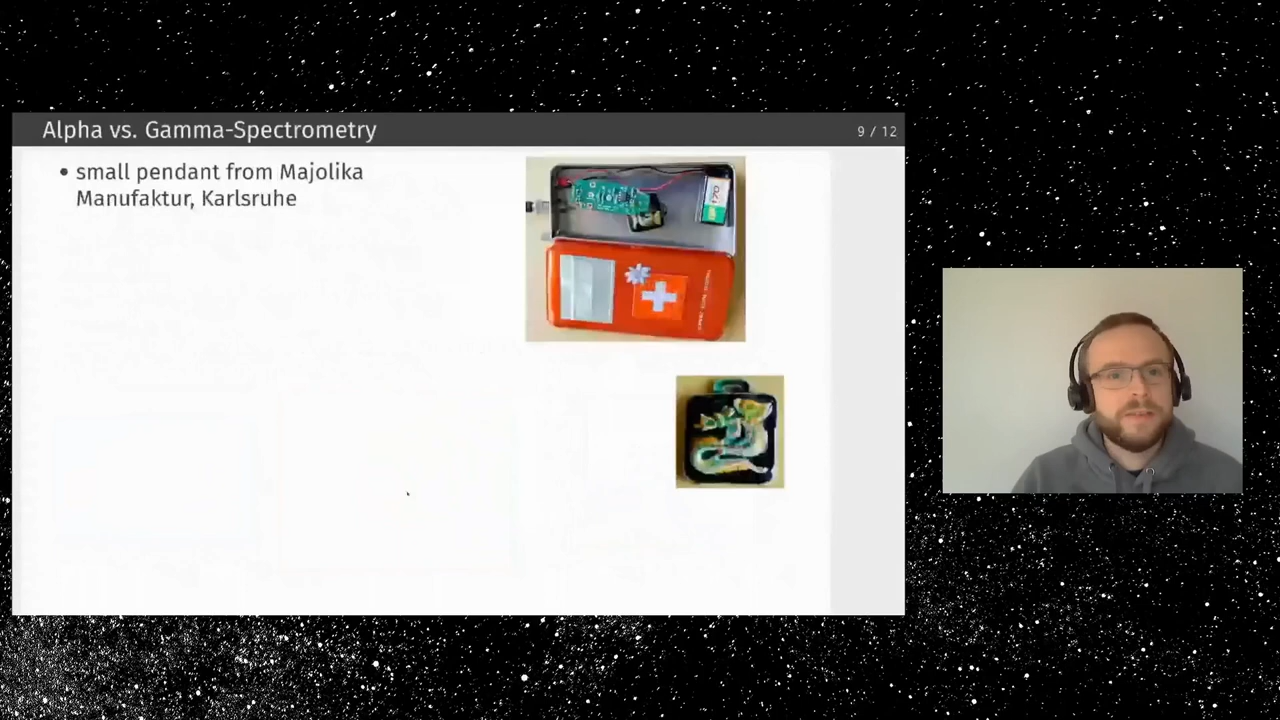 Alpha vs. Gamma-Spectrometry
9 / 12
• small pendant from Majolika
Manufaktur, Karlsruhe